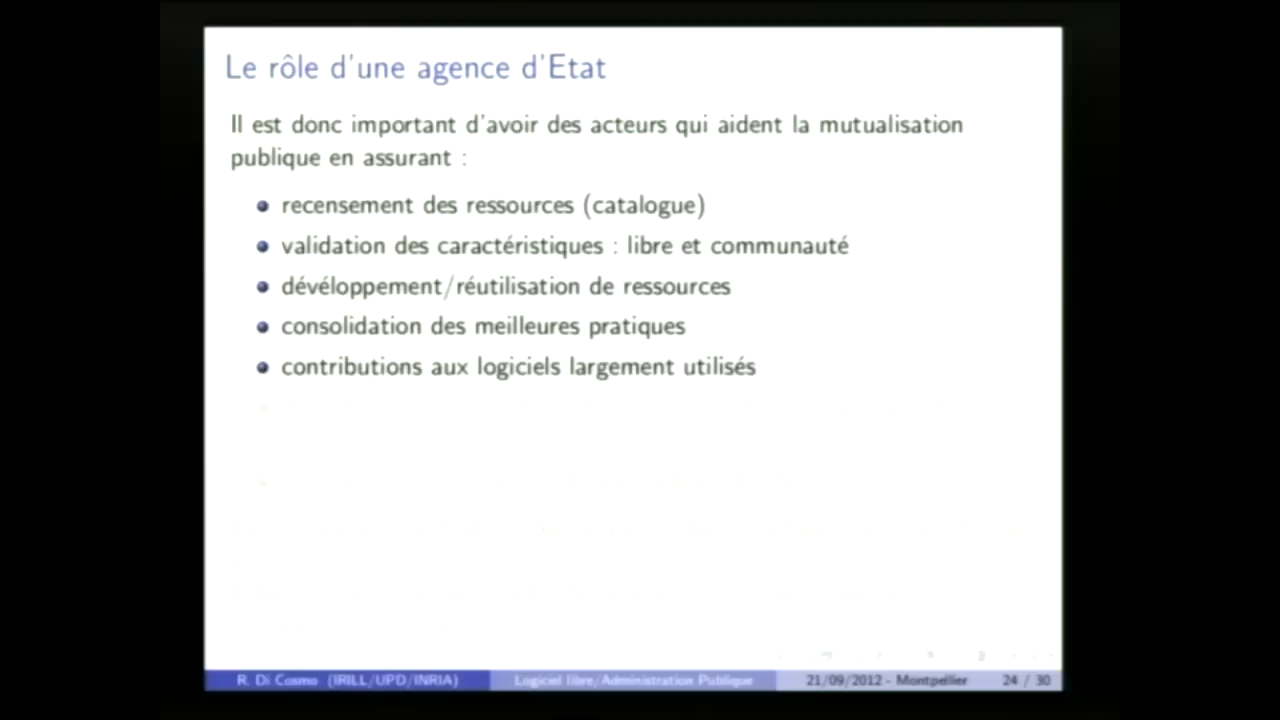 Le rôle d'une agence d'Etat
Il est donc important d'avoir des acteurs qui aident la mutualisation
publique en assurant :
recensement des ressources (catalogue)
validation des caractéristiques : libre et communauté
dévéloppement/réutilisation de ressources
consolidation des meilleures pratiques
contributions aux logiciels largement utilisés
R. Di Cosmo (IRILL/UPD/INRIA) Logiciel libre/Administration Publique 21/09/2012 - Montpellier 24 / 30